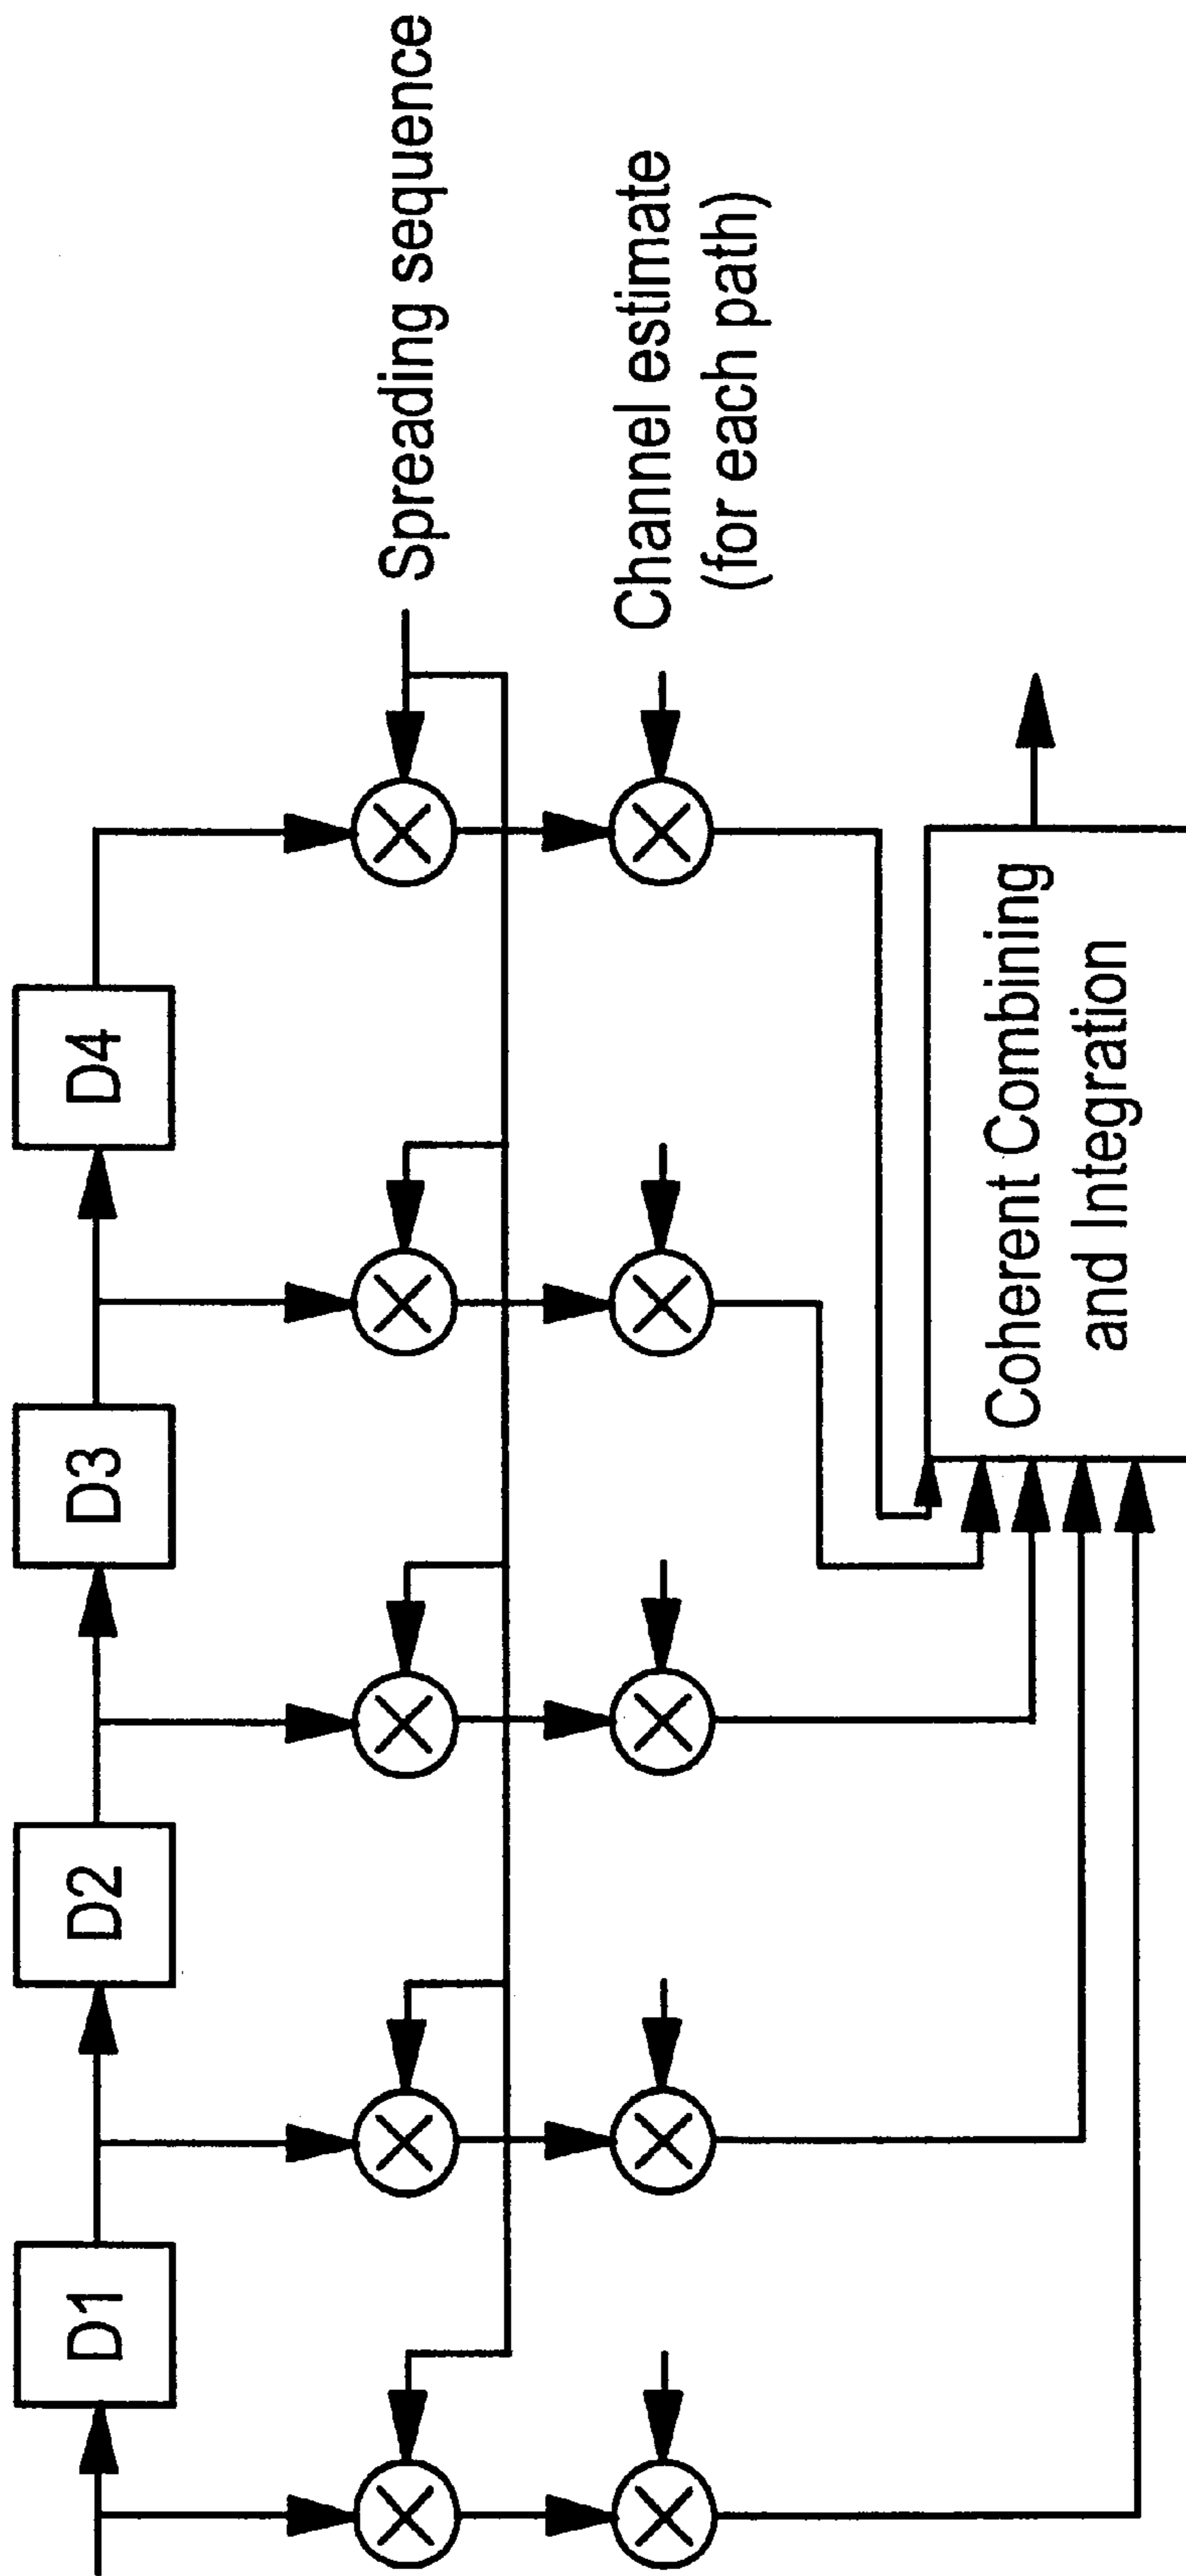 D1
D2
D3
D4
Spreading sequence
Channel estimate
(for each path)
Coherent Combining
and Integration